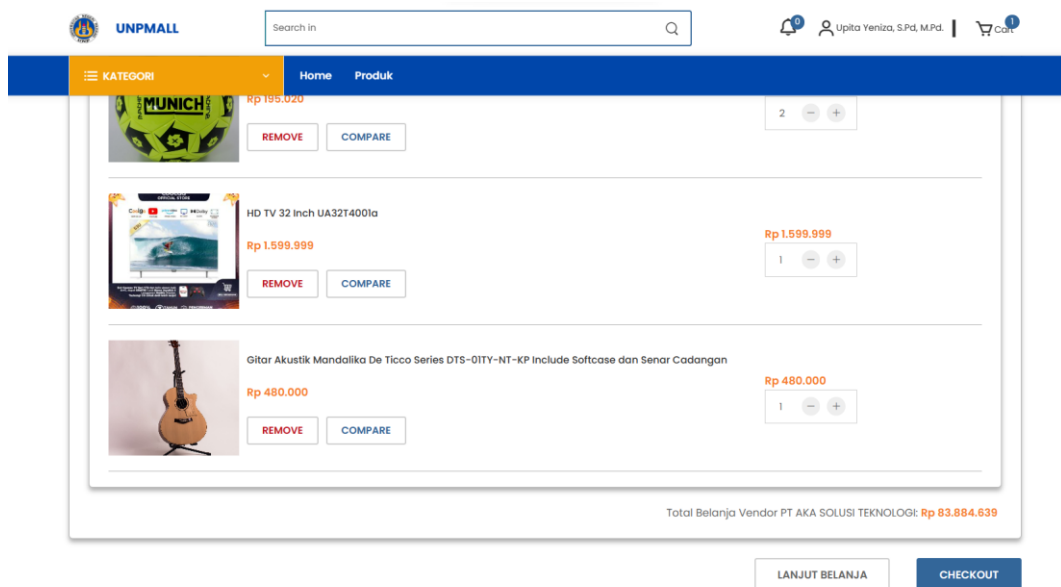 UNPMALL
Search in
0
Upita Yeniza, S.Pd, M.Pd.
1
Cart
KATEGORI
Home
Produk
MUNICH
Rp 195.020
2 − +
REMOVE
COMPARE
OFFICIAL STORE
HD TV 32 Inch UA32T4001a
Rp 1.599.999
Rp 1.599.999
1 − +
REMOVE
COMPARE
Gitar Akustik Mandalika De Ticco Series DTS-01TY-NT-KP Include Softcase dan Senar Cadangan
Rp 480.000
Rp 480.000
1 − +
REMOVE
COMPARE
Total Belanja Vendor PT AKA SOLUSI TEKNOLOGI: Rp 83.884.639
LANJUT BELANJA
CHECKOUT